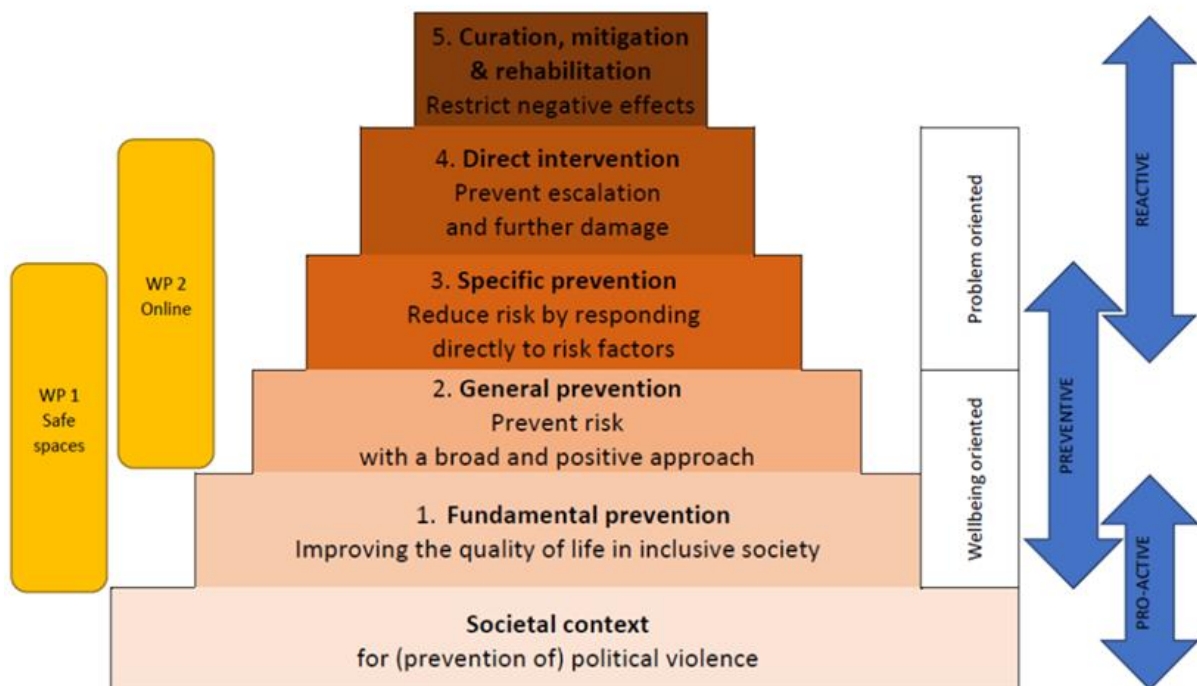 5. Curation, mitigation
& rehabilitation
Restrict negative effects
4. Direct intervention
Prevent escalation
and further damage
3. Specific prevention
Reduce risk by responding
directly to risk factors
2. General prevention
Prevent risk
with a broad and positive approach
1. Fundamental prevention
Improving the quality of life in inclusive society
Societal context
for (prevention of) political violence
WP 1
Safe
spaces
WP 2
Online
Problem oriented
Wellbeing oriented
REACTIVE
PREVENTIVE
PRO-ACTIVE